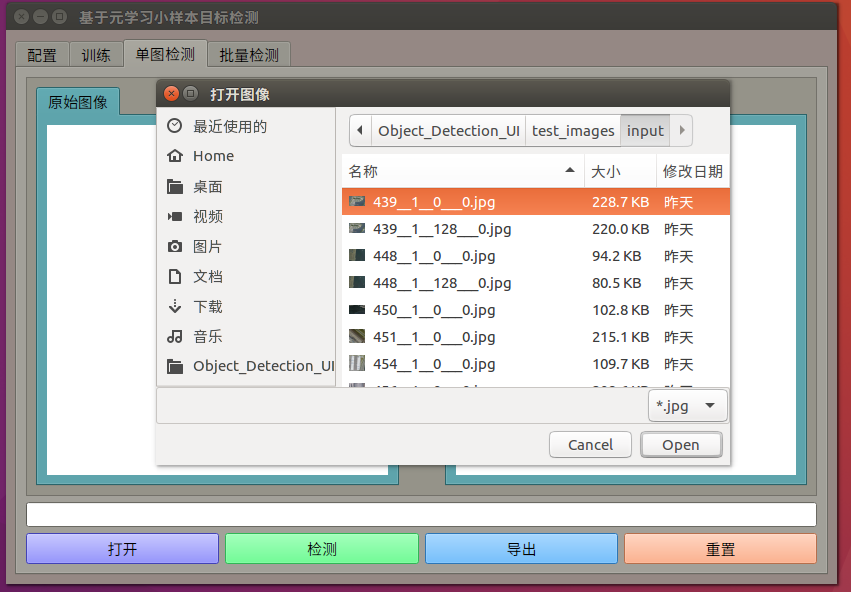 基于元学习小样本目标检测
配置 训练 单图检测 批量检测
原始图像
打开图像
最近使用的
Home
桌面
视频
图片
文档
下载
音乐
Object_Detection_UI
Object_Detection_UI test_images input
名称 大小 修改日期
439__1__0___0.jpg 228.7 KB 昨天
439__1__128___0.jpg 220.0 KB 昨天
448__1__0___0.jpg 94.2 KB 昨天
448__1__128___0.jpg 80.5 KB 昨天
450__1__0___0.jpg 102.8 KB 昨天
451__1__0___0.jpg 215.1 KB 昨天
454__1__0___0.jpg 109.7 KB 昨天
*.jpg
Cancel Open
打开 检测 导出 重置